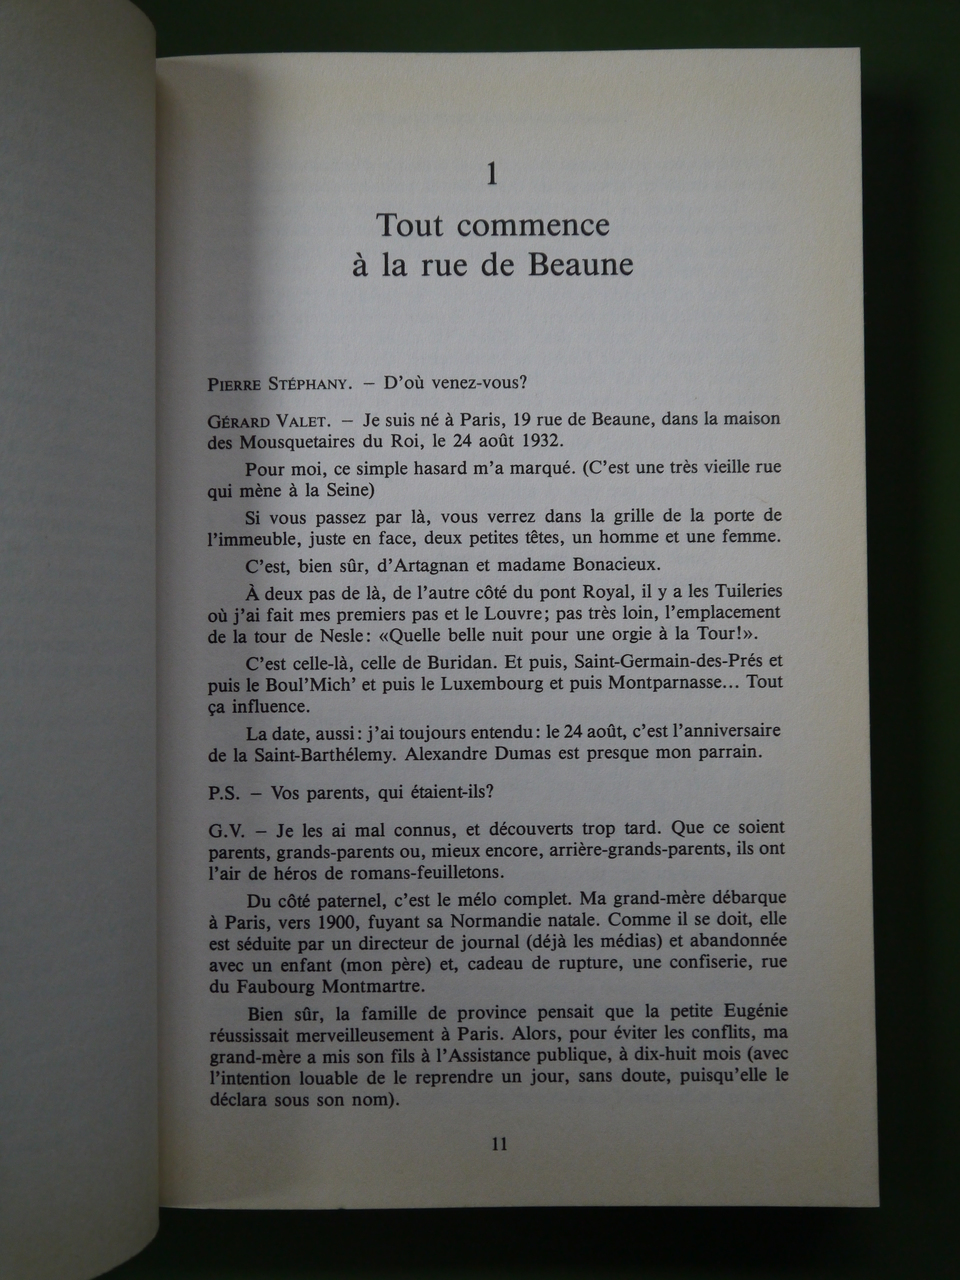 1
Tout commence
à la rue de Beaune
PIERRE STÉPHANY. – D'où venez-vous?
GÉRARD VALET. – Je suis né à Paris, 19 rue de Beaune, dans la maison
des Mousquetaires du Roi, le 24 août 1932.
Pour moi, ce simple hasard m'a marqué. (C'est une très vieille rue
qui mène à la Seine)
Si vous passez par là, vous verrez dans la grille de la porte de
l'immeuble, juste en face, deux petites têtes, un homme et une femme.
C'est, bien sûr, d'Artagnan et madame Bonacieux.
À deux pas de là, de l'autre côté du pont Royal, il y a les Tuileries
où j'ai fait mes premiers pas et le Louvre; pas très loin, l'emplacement
de la tour de Nesle: «Quelle belle nuit pour une orgie à la Tour!».
C'est celle-là, celle de Buridan. Et puis, Saint-Germain-des-Prés et
puis le Boul'Mich' et puis le Luxembourg et puis Montparnasse... Tout
ça influence.
La date, aussi: j'ai toujours entendu: le 24 août, c'est l'anniversaire
de la Saint-Barthélemy. Alexandre Dumas est presque mon parrain.
P.S. – Vos parents, qui étaient-ils?
G.V. – Je les ai mal connus, et découverts trop tard. Que ce soient
parents, grands-parents ou, mieux encore, arrière-grands-parents, ils ont
l'air de héros de romans-feuilletons.
Du côté paternel, c'est le mélo complet. Ma grand-mère débarque
à Paris, vers 1900, fuyant sa Normandie natale. Comme il se doit, elle
est séduite par un directeur de journal (déjà les médias) et abandonnée
avec un enfant (mon père) et, cadeau de rupture, une confiserie, rue
du Faubourg Montmartre.
Bien sûr, la famille de province pensait que la petite Eugénie
réussissait merveilleusement à Paris. Alors, pour éviter les conflits, ma
grand-mère a mis son fils à l'Assistance publique, à dix-huit mois (avec
l'intention louable de le reprendre un jour, sans doute, puisqu'elle le
déclara sous son nom).
11